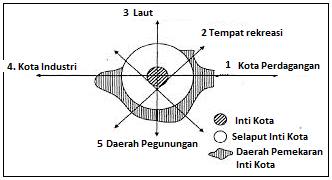 3 Laut
2 Tempat rekreasi
4. Kota Industri
1 Kota Perdagangan
5 Daerah Pegunungan
Inti Kota
Selaput Inti Kota
Daerah Pemekaran
Inti Kota